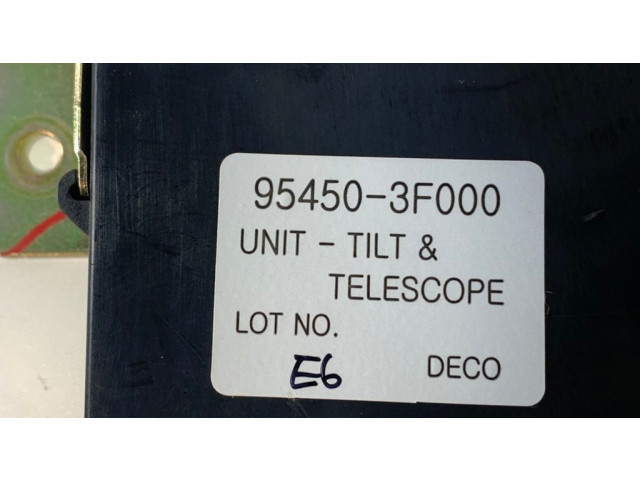 95450-3F000
UNIT - TILT &
TELESCOPE
LOT NO.
E6 DECO